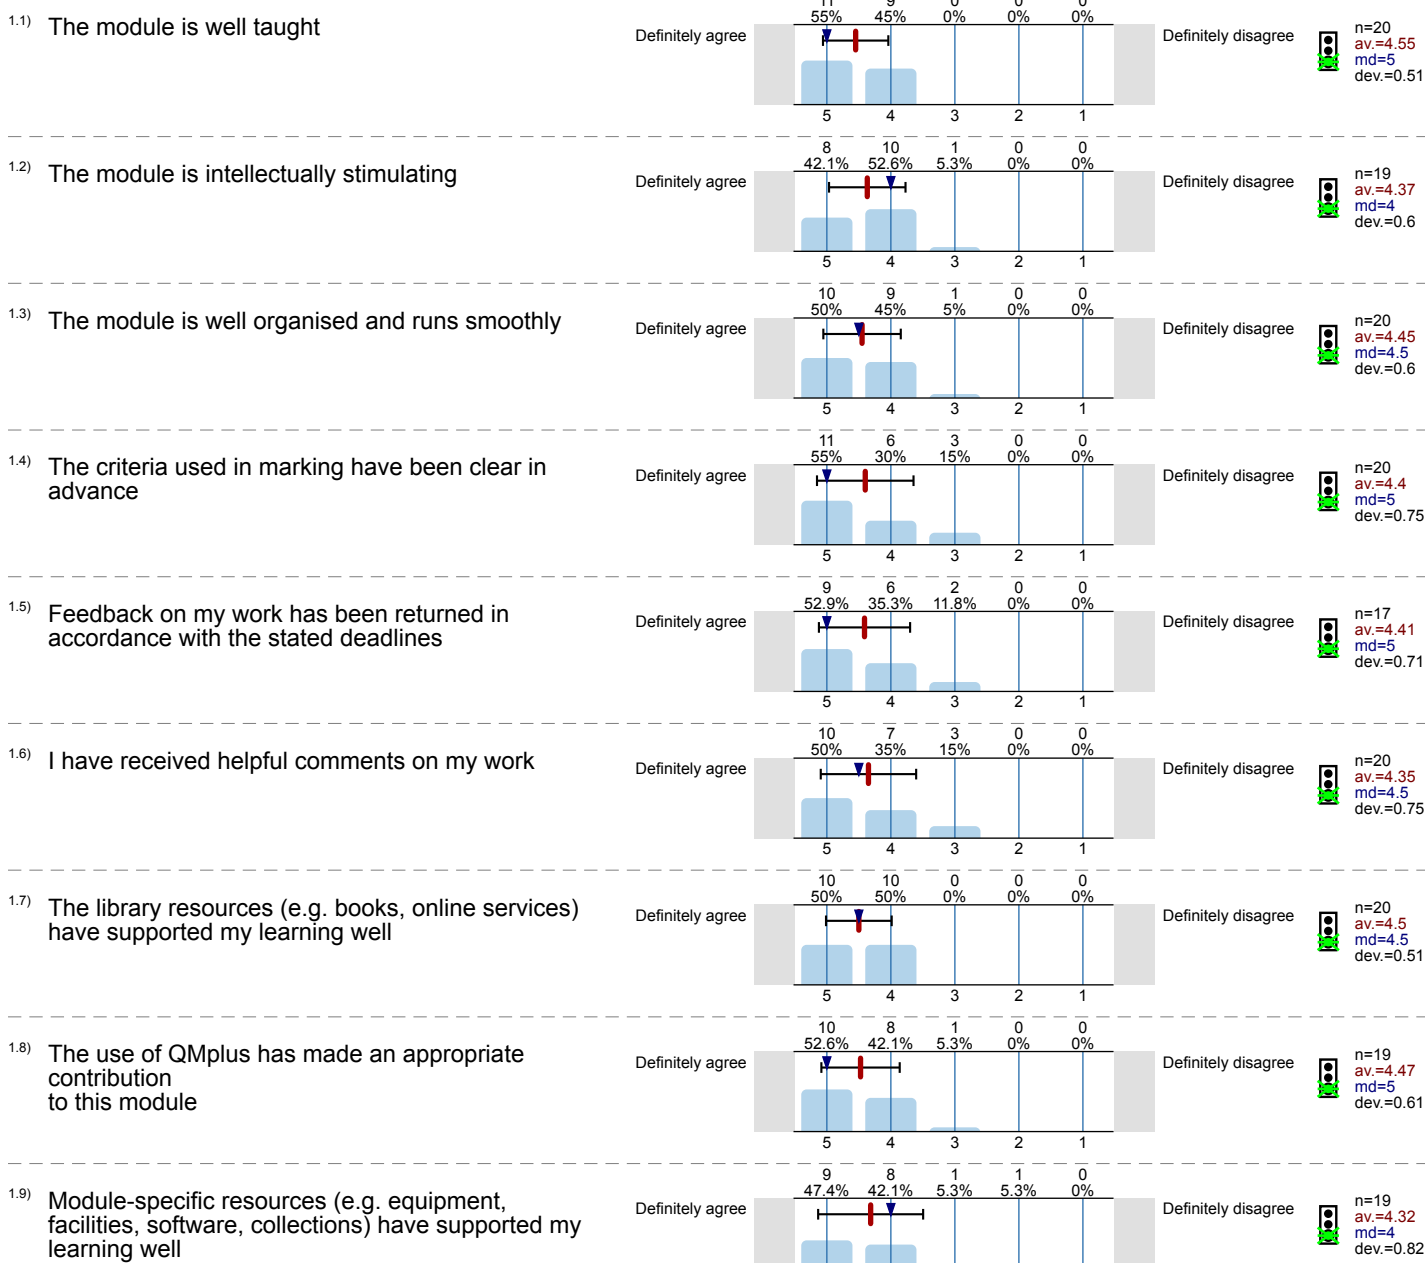 11 9 0 0 0
55% 45% 0% 0% 0%
1.1) The module is well taught Definitely agree Definitely disagree n=20
av.=4.55
md=5
dev.=0.51
5 4 3 2 1
8 10 1 0 0
42.1% 52.6% 5.3% 0% 0%
1.2) The module is intellectually stimulating Definitely agree Definitely disagree n=19
av.=4.37
md=4
dev.=0.6
5 4 3 2 1
10 9 1 0 0
50% 45% 5% 0% 0%
1.3) The module is well organised and runs smoothly Definitely agree Definitely disagree n=20
av.=4.45
md=4.5
dev.=0.6
5 4 3 2 1
11 6 3 0 0
55% 30% 15% 0% 0%
1.4) The criteria used in marking have been clear in Definitely agree Definitely disagree n=20
advance av.=4.4
md=5
dev.=0.75
5 4 3 2 1
9 6 2 0 0
52.9% 35.3% 11.8% 0% 0%
1.5) Feedback on my work has been returned in Definitely agree Definitely disagree n=17
accordance with the stated deadlines av.=4.41
md=5
dev.=0.71
5 4 3 2 1
10 7 3 0 0
50% 35% 15% 0% 0%
1.6) I have received helpful comments on my work Definitely agree Definitely disagree n=20
av.=4.35
md=4.5
dev.=0.75
5 4 3 2 1
10 10 0 0 0
50% 50% 0% 0% 0%
1.7) The library resources (e.g. books, online services) Definitely agree Definitely disagree n=20
have supported my learning well av.=4.5
md=4.5
dev.=0.51
5 4 3 2 1
10 8 1 0 0
52.6% 42.1% 5.3% 0% 0%
1.8) The use of QMplus has made an appropriate Definitely agree Definitely disagree n=19
contribution av.=4.47
to this module md=5
dev.=0.61
5 4 3 2 1
9 8 1 1 0
47.4% 42.1% 5.3% 5.3% 0%
1.9) Module-specific resources (e.g. equipment, Definitely agree Definitely disagree n=19
facilities, software, collections) have supported my av.=4.32
learning well md=4
dev.=0.82